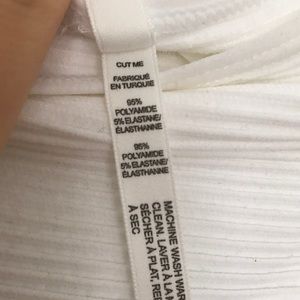 CUT ME
FABRIQUÉ
EN TURQUIE
95%
POLYAMIDE
5% ELASTANE/
ÉLASTHANNE
95%
POLYAMIDE
5% ELASTANE/
ÉLASTHANNE
MACHINE WASH WAR
CLEAN. LAVER À LA M
SÉCHER À PLAT. REP
À SEC